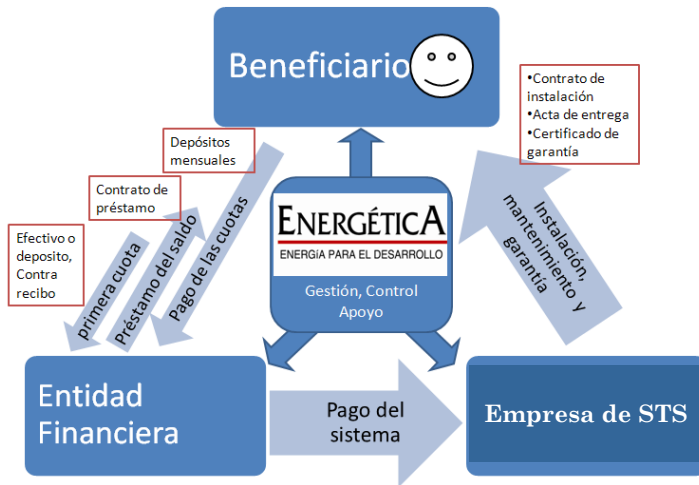 Beneficiario
•Contrato de
instalación
•Acta de entrega
•Certificado de
garantía
Depósitos
mensuales
Contrato de
préstamo
Efectivo o
deposito,
Contra
recibo
primera cuota
Préstamo del saldo
Pago de las cuotas
ENERGÉTICA
ENERGÍA PARA EL DESARROLLO
Gestión, Control
Apoyo
Instalación,
mantenimiento y
garantía
Entidad
Financiera
Pago del
sistema
Empresa de STS